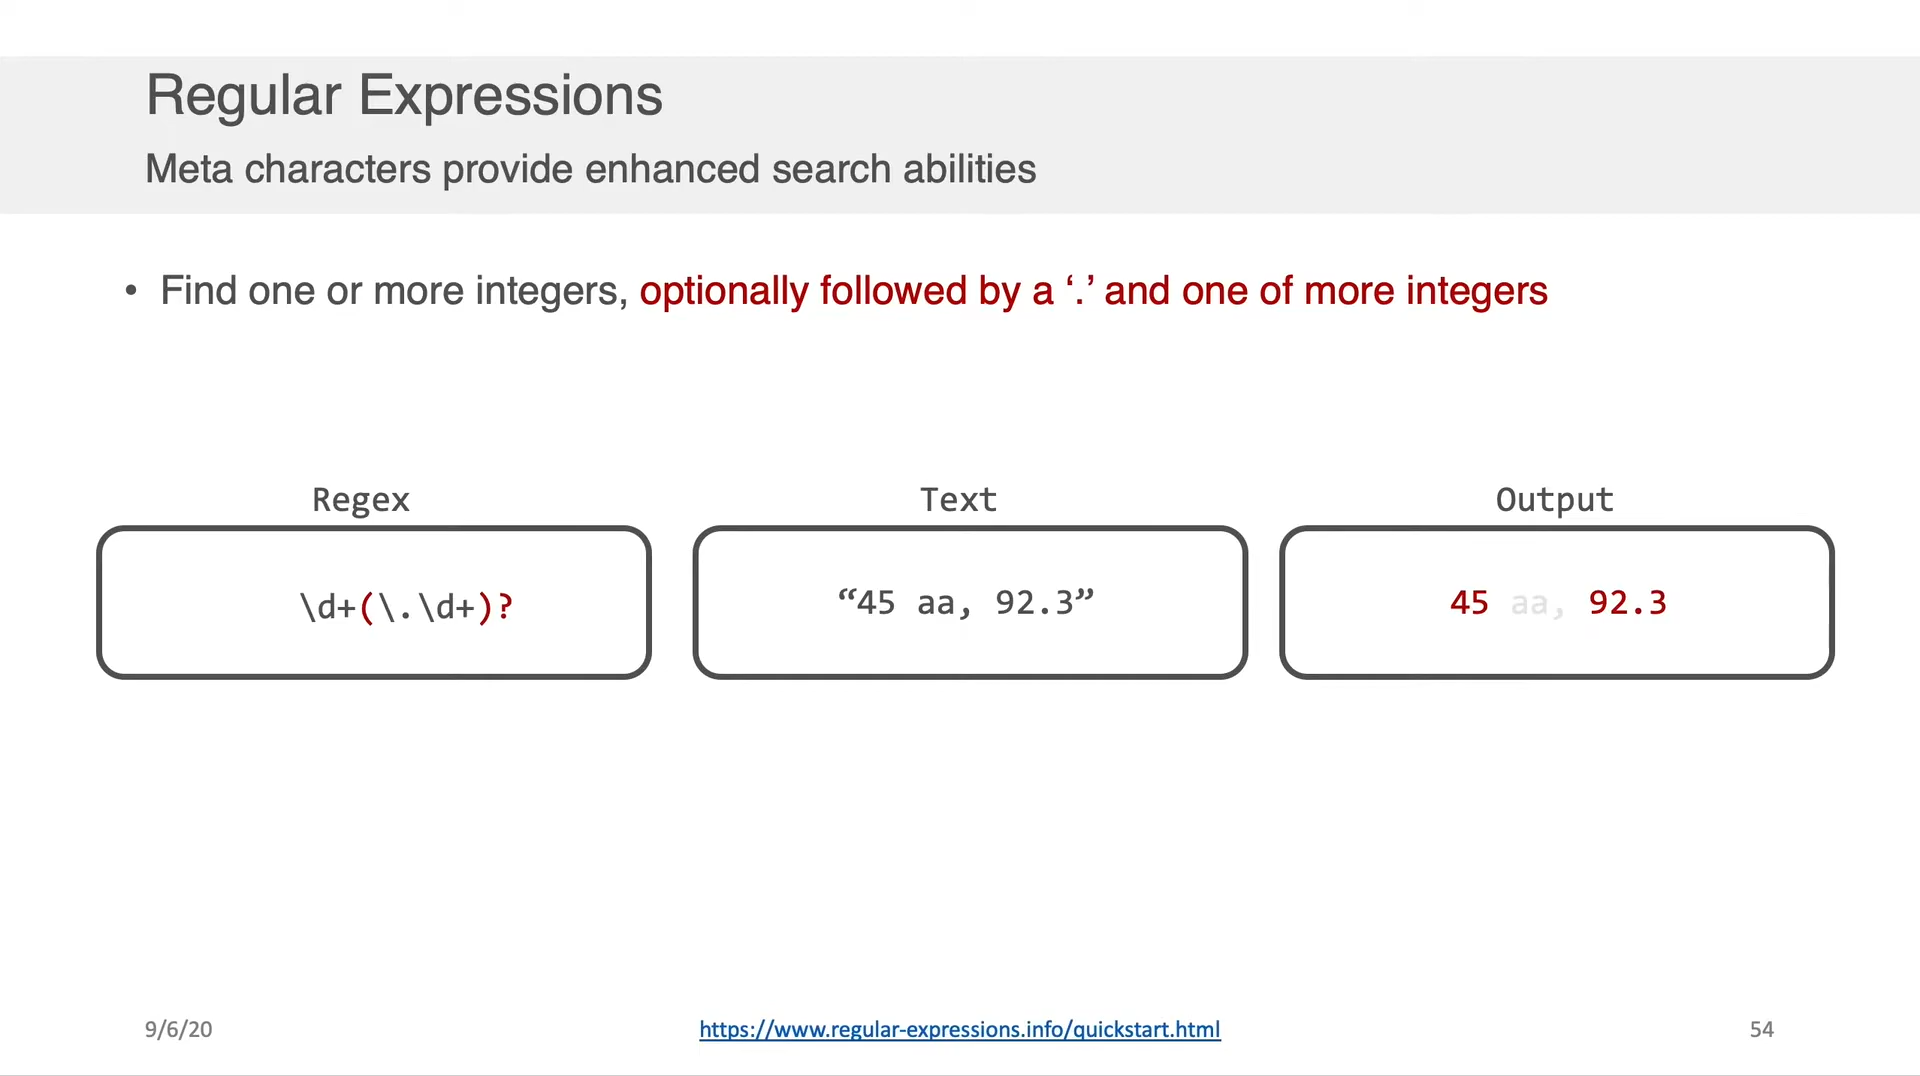 Regular Expressions
Meta characters provide enhanced search abilities
• Find one or more integers, optionally followed by a ‘.’ and one of more integers
Regex
Text
Output
\d+(\.\d+)?
“45 aa, 92.3”
45 aa, 92.3
9/6/20
https://www.regular-expressions.info/quickstart.html
54